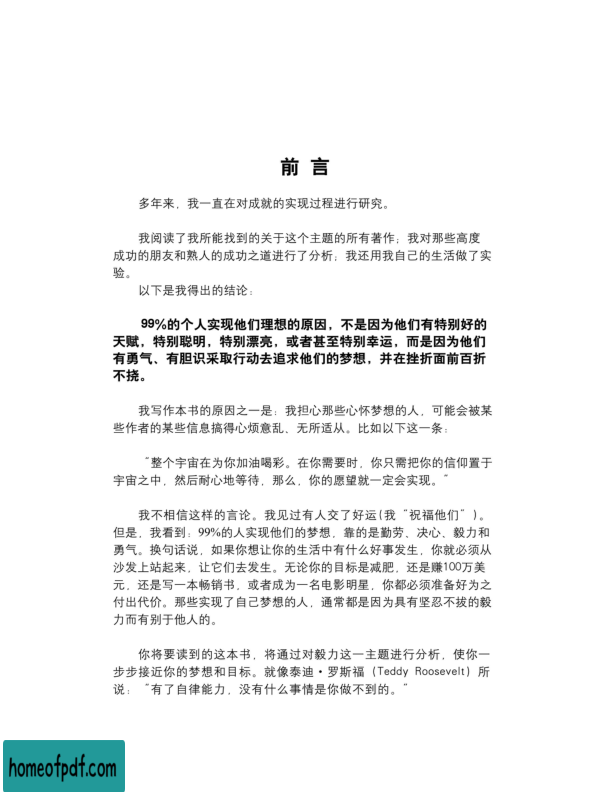 前 言
多年来，我一直在对成就的实现过程进行研究。
我阅读了我所能找到的关于这个主题的所有著作；我对那些高度
成功的朋友和熟人的成功之道进行了分析；我还用我自己的生活做了实
验。
以下是我得出的结论：
99%的个人实现他们理想的原因，不是因为他们有特别好的
天赋，特别聪明，特别漂亮，或者甚至特别幸运，而是因为他们
有勇气、有胆识采取行动去追求他们的梦想，并在挫折面前百折
不挠。
我写作本书的原因之一是：我担心那些心怀梦想的人，可能会被某
些作者的某些信息搞得心烦意乱、无所适从。比如以下这一条：
“整个宇宙在为你加油喝彩。在你需要时，你只需把你的信仰置于
宇宙之中，然后耐心地等待，那么，你的愿望就一定会实现。”
我不相信这样的言论。我见过有人交了好运(我“祝福他们”)。
但是，我看到：99%的人实现他们的梦想，靠的是勤劳、决心、毅力和
勇气。换句话说，如果你想让你的生活中有什么好事发生，你就必须从
沙发上站起来，让它们去发生。无论你的目标是减肥，还是赚100万美
元，还是写一本畅销书，或者成为一名电影明星，你都必须准备好为之
付出代价。那些实现了自己梦想的人，通常都是因为具有坚忍不拔的毅
力而有别于他人的。
你将要读到的这本书，将通过对毅力这一主题进行分析，使你一
步步接近你的梦想和目标。就像泰迪·罗斯福（Teddy Roosevelt）所
说：“有了自律能力，没有什么事情是你做不到的。”
homeofpdf.com